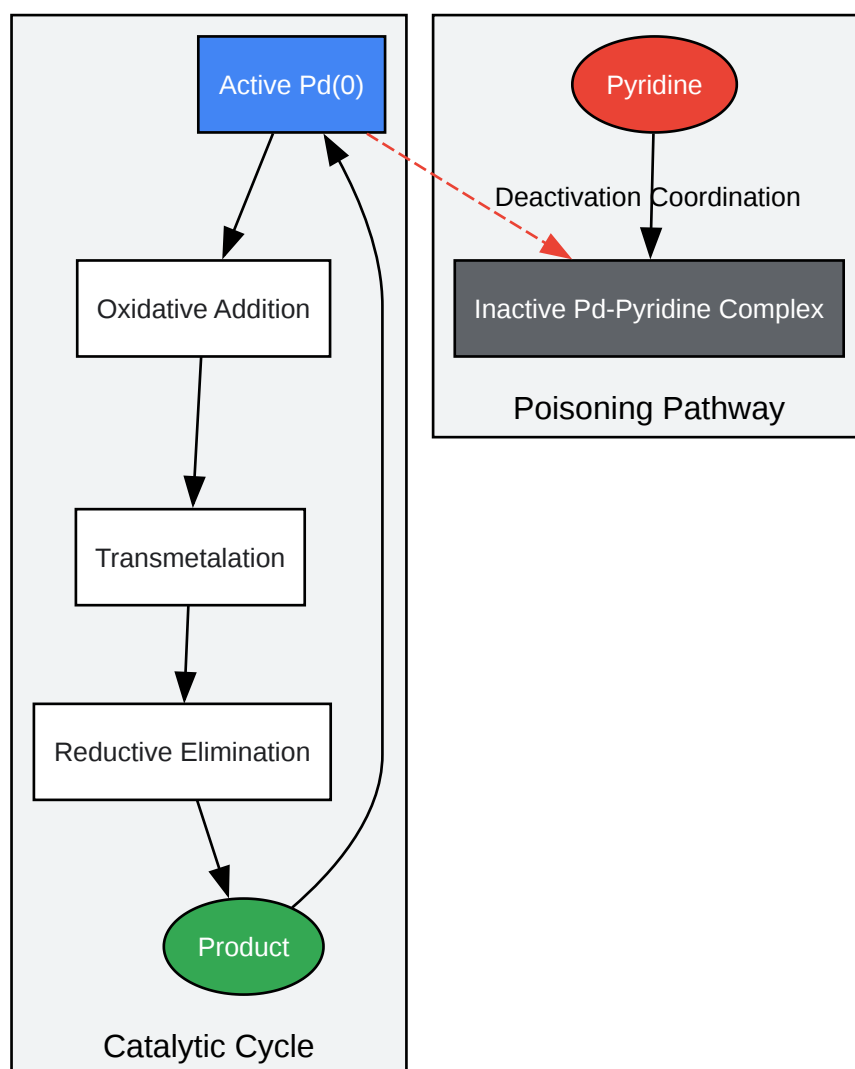 Active Pd(0)
Oxidative Addition
Transmetalation
Reductive Elimination
Product
Catalytic Cycle
Pyridine
Deactivation
Coordination
Inactive Pd-Pyridine Complex
Poisoning Pathway